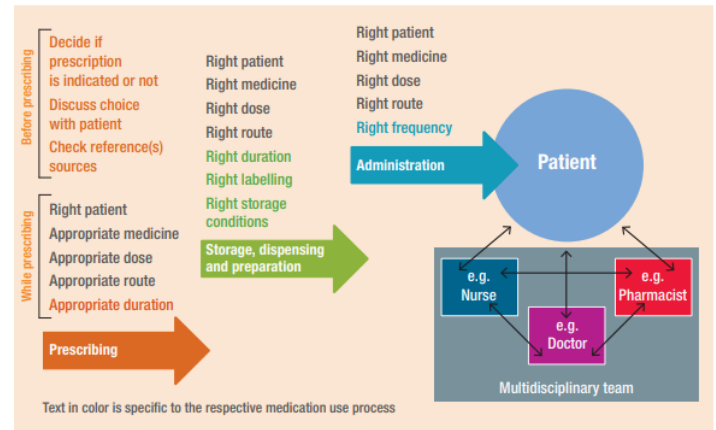 Before prescribing
Decide if
prescription
is indicated or not
Discuss choice
with patient
Check reference(s)
sources
While prescribing
Right patient
Appropriate medicine
Appropriate dose
Appropriate route
Appropriate duration
Prescribing
Right patient
Right medicine
Right dose
Right route
Right duration
Right labelling
Right storage
conditions
Storage, dispensing
and preparation
Right patient
Right medicine
Right dose
Right route
Right frequency
Administration
Patient
e.g.
Nurse
e.g.
Pharmacist
e.g.
Doctor
Multidisciplinary team
Text in color is specific to the respective medication use process